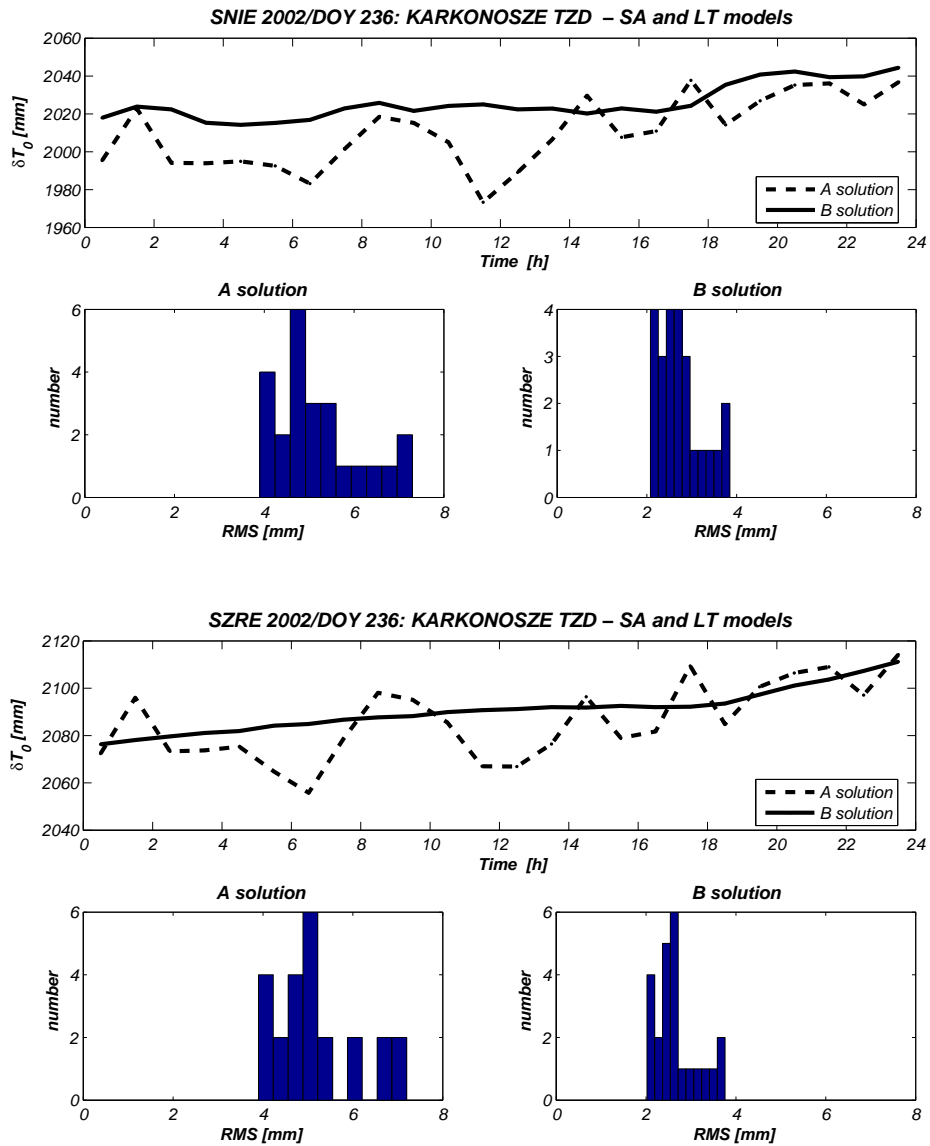 SNIE 2002/DOY 236: KARKONOSZE TZD – SA and LT models
2060
2040
2020
2000
1980
1960
δT0 [mm]
A solution
B solution
0 2 4 6 8 10 12 14 16 18 20 22 24
Time [h]
A solution
6
4
2
0
number
0 2 4 6 8
RMS [mm]
B solution
4
3
2
1
0
number
0 2 4 6 8
RMS [mm]
SZRE 2002/DOY 236: KARKONOSZE TZD – SA and LT models
2120
2100
2080
2060
2040
δT0 [mm]
A solution
B solution
0 2 4 6 8 10 12 14 16 18 20 22 24
Time [h]
A solution
6
4
2
0
number
0 2 4 6 8
RMS [mm]
B solution
6
4
2
0
number
0 2 4 6 8
RMS [mm]